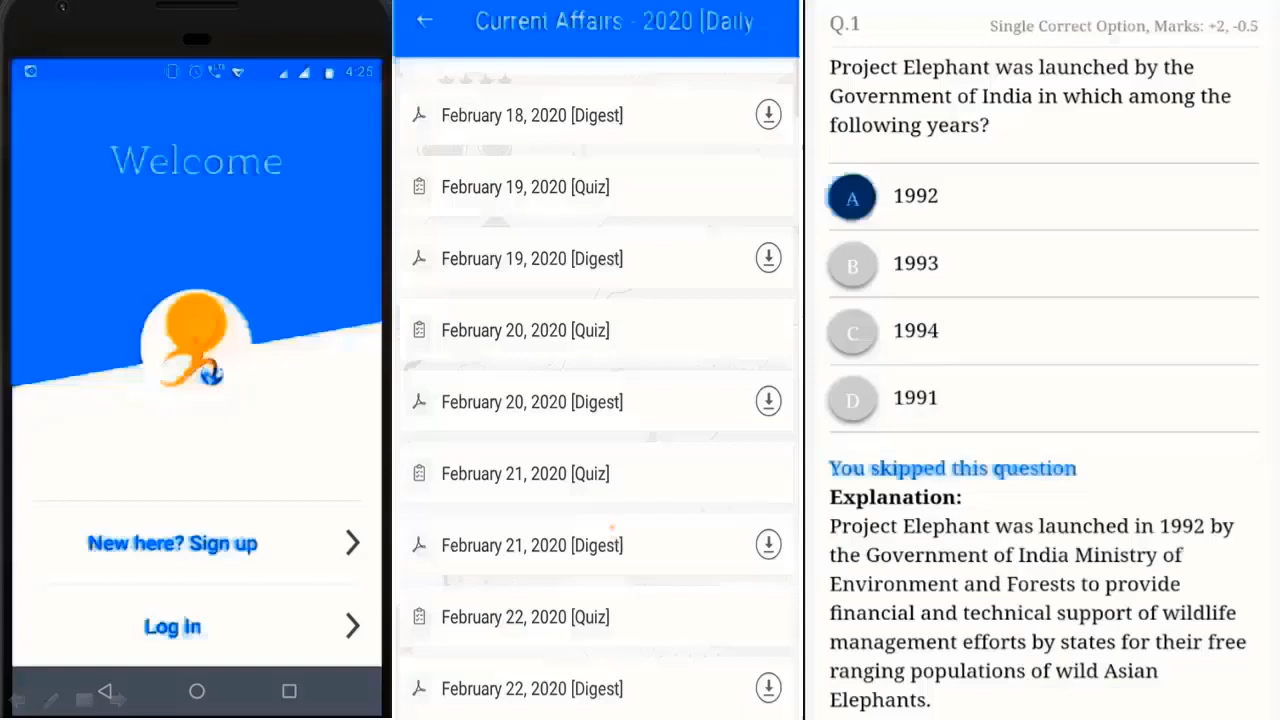 4:25
Welcome
New here? Sign up
Log in
Current Affairs - 2020 [Daily
February 18, 2020 [Digest]
February 19, 2020 [Quiz]
February 19, 2020 [Digest]
February 20, 2020 [Quiz]
February 20, 2020 [Digest]
February 21, 2020 [Quiz]
February 21, 2020 [Digest]
February 22, 2020 [Quiz]
February 22, 2020 [Digest]
Q.1 Single Correct Option, Marks: +2, -0.5
Project Elephant was launched by the
Government of India in which among the
following years?
A 1992
B 1993
C 1994
D 1991
You skipped this question
Explanation:
Project Elephant was launched in 1992 by
the Government of India Ministry of
Environment and Forests to provide
financial and technical support of wildlife
management efforts by states for their free
ranging populations of wild Asian
Elephants.